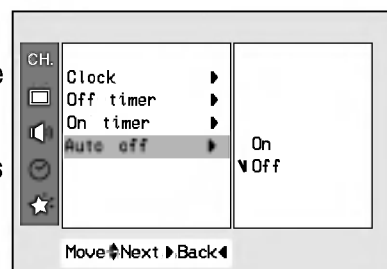 e
s
CH.
Clock ▶
Off timer ▶
On timer ▶
Auto off ▶
On
√ Off
Move ♦ Next ▶ Back ◀